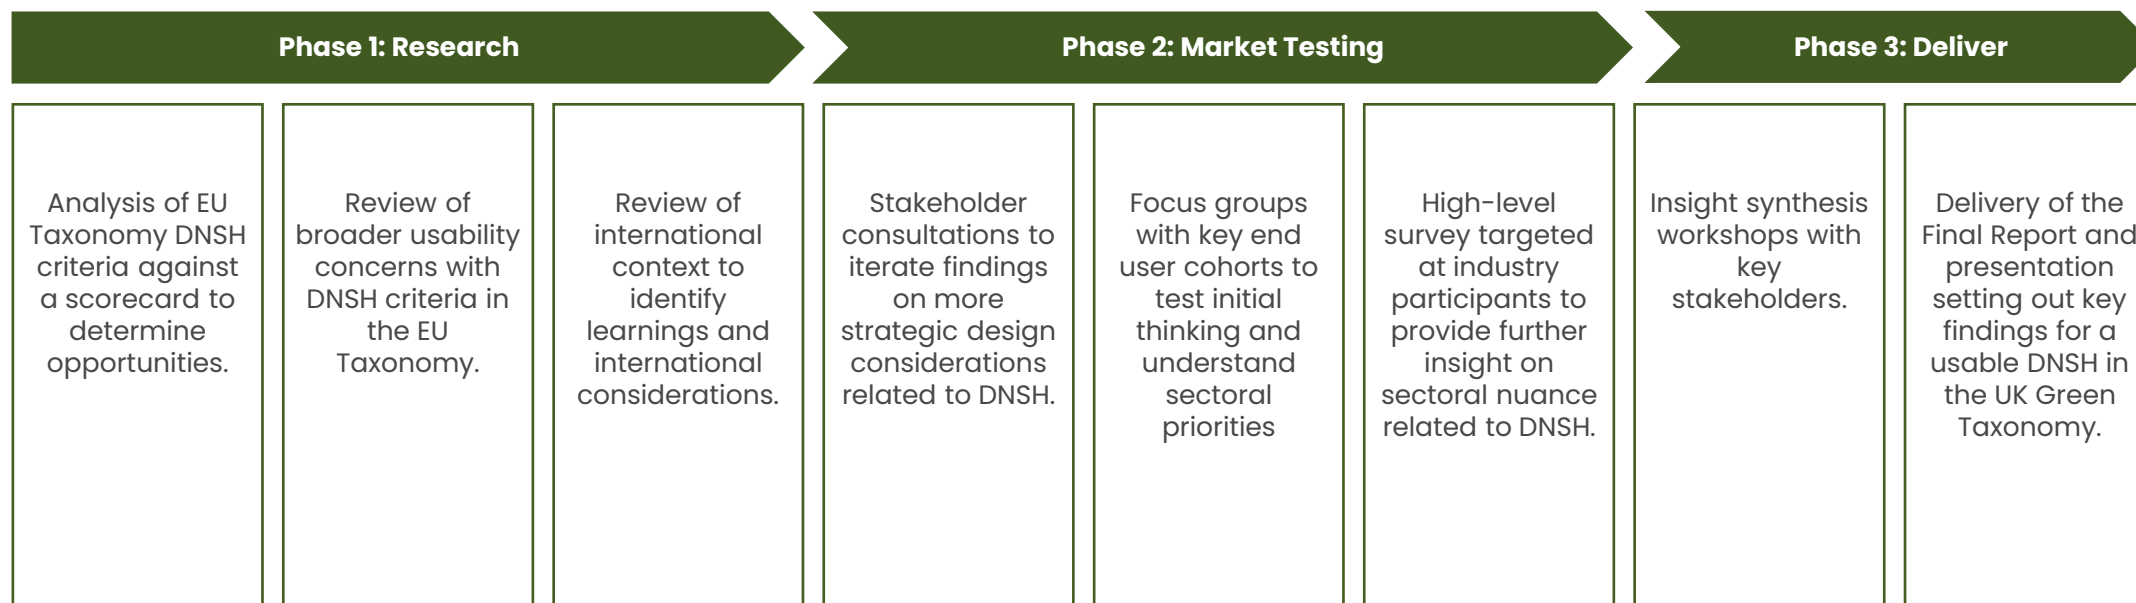 Phase 1: Research
Phase 2: Market Testing
Phase 3: Deliver
Analysis of EU
Taxonomy DNSH
criteria against
a scorecard to
determine
opportunities.
Review of
broader usability
concerns with
DNSH criteria in
the EU
Taxonomy.
Review of
international
context to
identify
learnings and
international
considerations.
Stakeholder
consultations to
iterate findings
on more
strategic design
considerations
related to DNSH.
Focus groups
with key end
user cohorts to
test initial
thinking and
understand
sectoral
priorities
High-level
survey targeted
at industry
participants to
provide further
insight on
sectoral nuance
related to DNSH.
Insight synthesis
workshops with
key
stakeholders.
Delivery of the
Final Report and
presentation
setting out key
findings for a
usable DNSH in
the UK Green
Taxonomy.